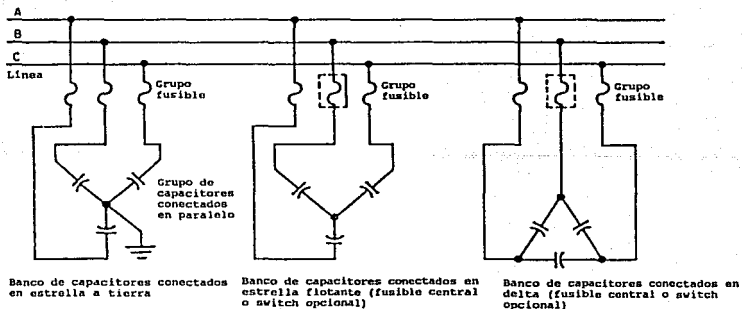 A
B
C
Línea
Grupo
fusible
Grupo de
capacitores
conectados
en paralelo
Banco de capacitores conectados
en estrella a tierra
Grupo
fusible
Banco de capacitores conectados en
estrella flotante (fusible central
o switch opcional)
Grupo
fusible
Banco de capacitores conectados en
delta (fusible central o switch
opcional)